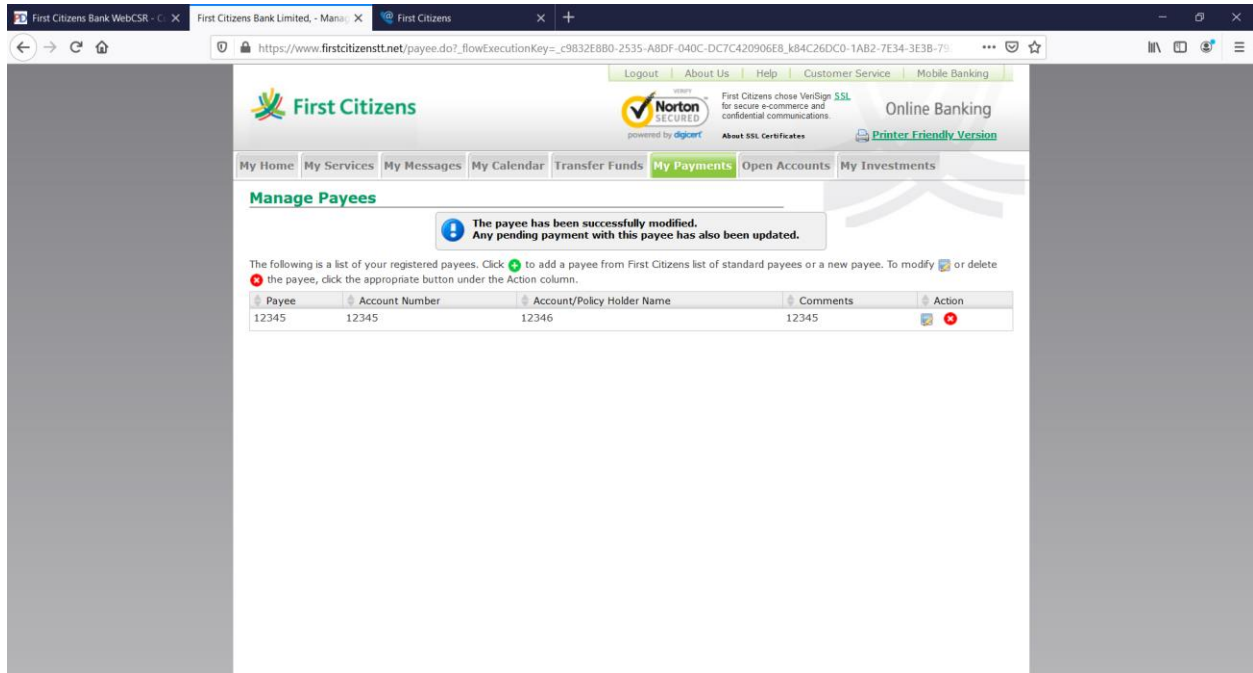 First Citizens Bank WebCSR - C
First Citizens Bank Limited, - Manag
First Citizens
https://www.firstcitizenstt.net/payee.do?_flowExecutionKey=_c9832E8B0-2535-A8DF-040C-DC7C420906E8_k84C26DC0-1AB2-7E34-3E3B-79
Logout | About Us | Help | Customer Service | Mobile Banking
First Citizens
VERIFY
Norton
SECURED
powered by digicert
First Citizens chose VeriSign SSL
for secure e-commerce and
confidential communications.
About SSL Certificates
Online Banking
Printer Friendly Version
My Home My Services My Messages My Calendar Transfer Funds My Payments Open Accounts My Investments
Manage Payees
The payee has been successfully modified.
Any pending payment with this payee has also been updated.
The following is a list of your registered payees. Click to add a payee from First Citizens list of standard payees or a new payee. To modify or delete
the payee, click the appropriate button under the Action column.
Payee Account Number Account/Policy Holder Name Comments Action
12345 12345 12346 12345